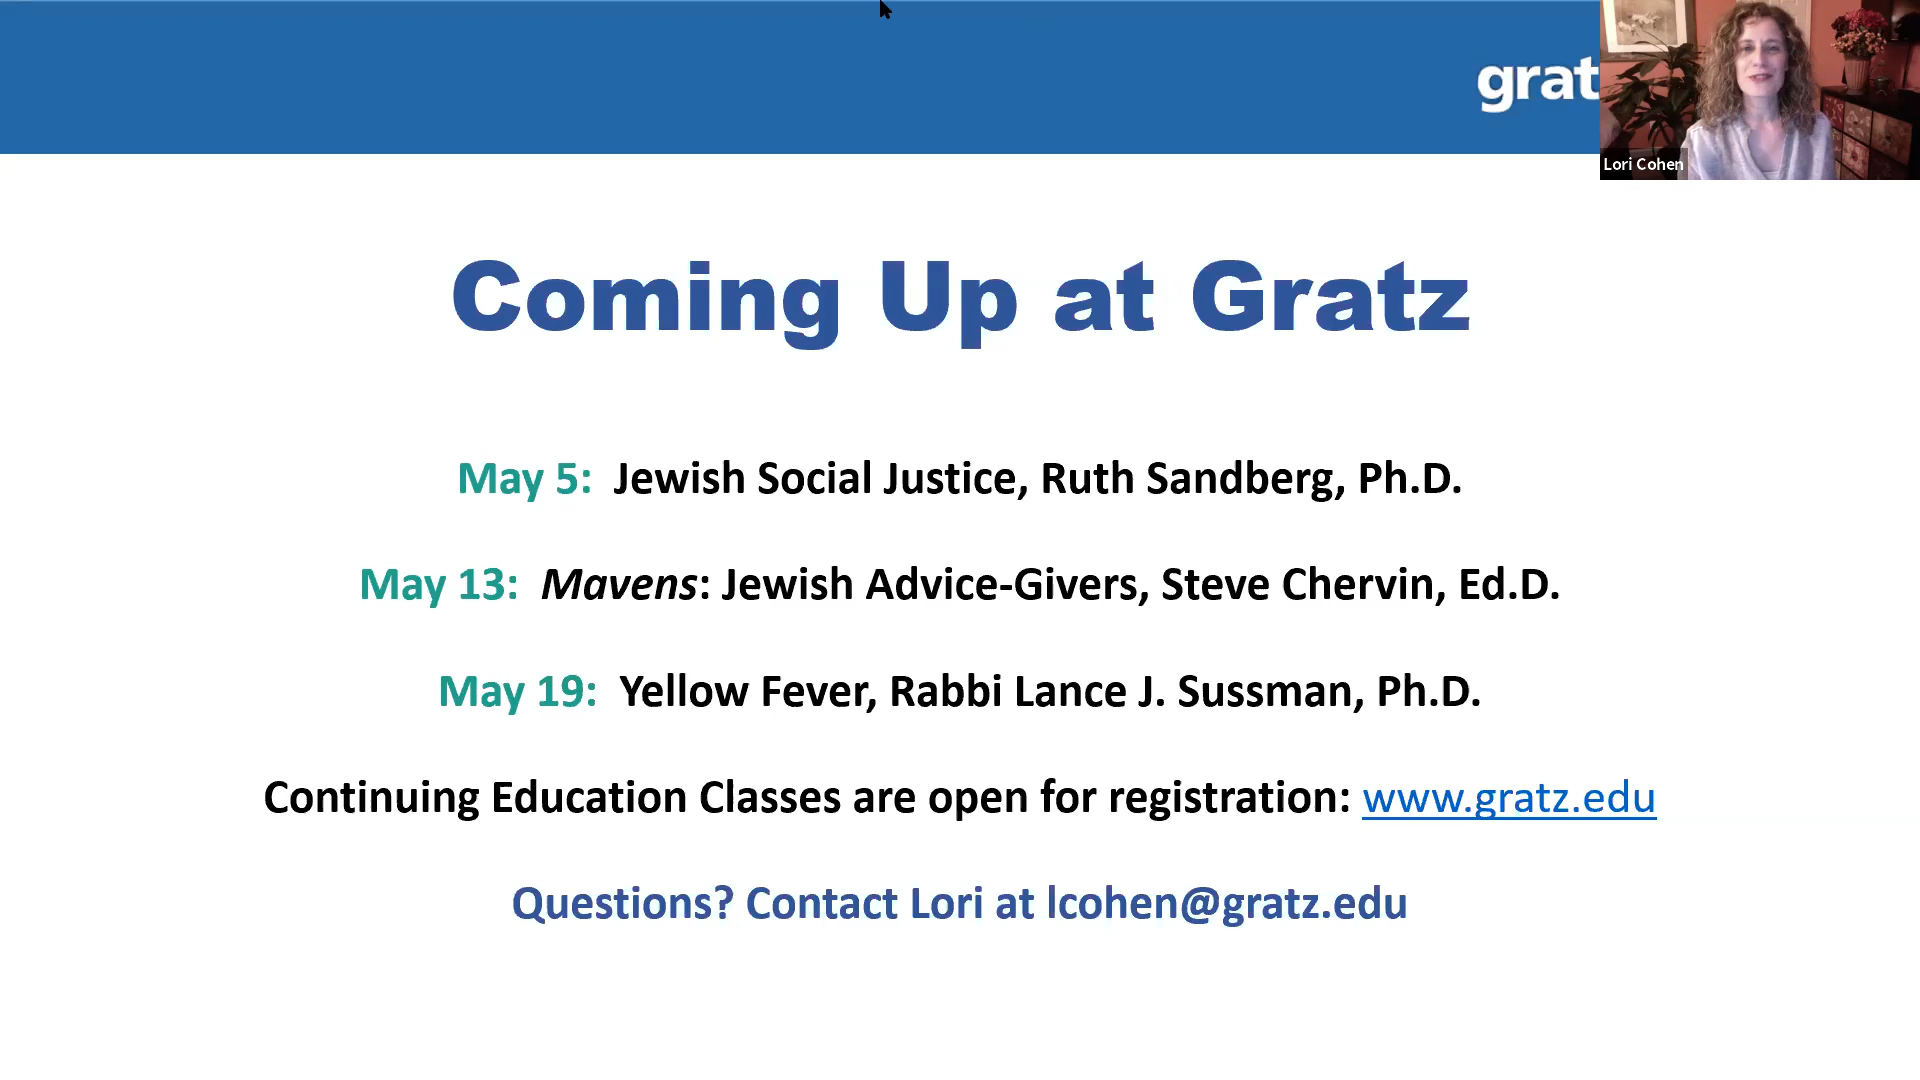 grat
Lori Cohen
Coming Up at Gratz
May 5: Jewish Social Justice, Ruth Sandberg, Ph.D.
May 13: Mavens: Jewish Advice-Givers, Steve Chervin, Ed.D.
May 19: Yellow Fever, Rabbi Lance J. Sussman, Ph.D.
Continuing Education Classes are open for registration: www.gratz.edu
Questions? Contact Lori at lcohen@gratz.edu